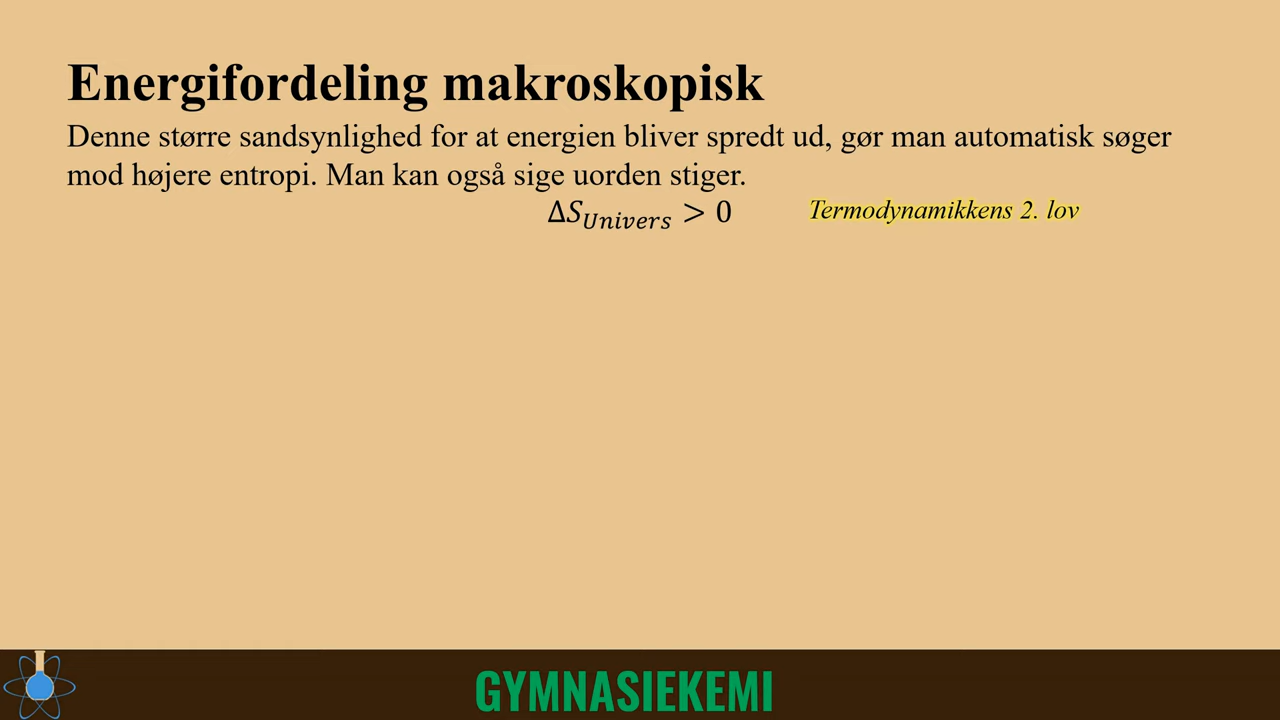 Energifordeling makroskopisk
Denne større sandsynlighed for at energien bliver spredt ud, gør man automatisk søger
mod højere entropi. Man kan også sige uorden stiger.
ΔS_Univers > 0 Termodynamikkens 2. lov
GYMNASIEKEMI